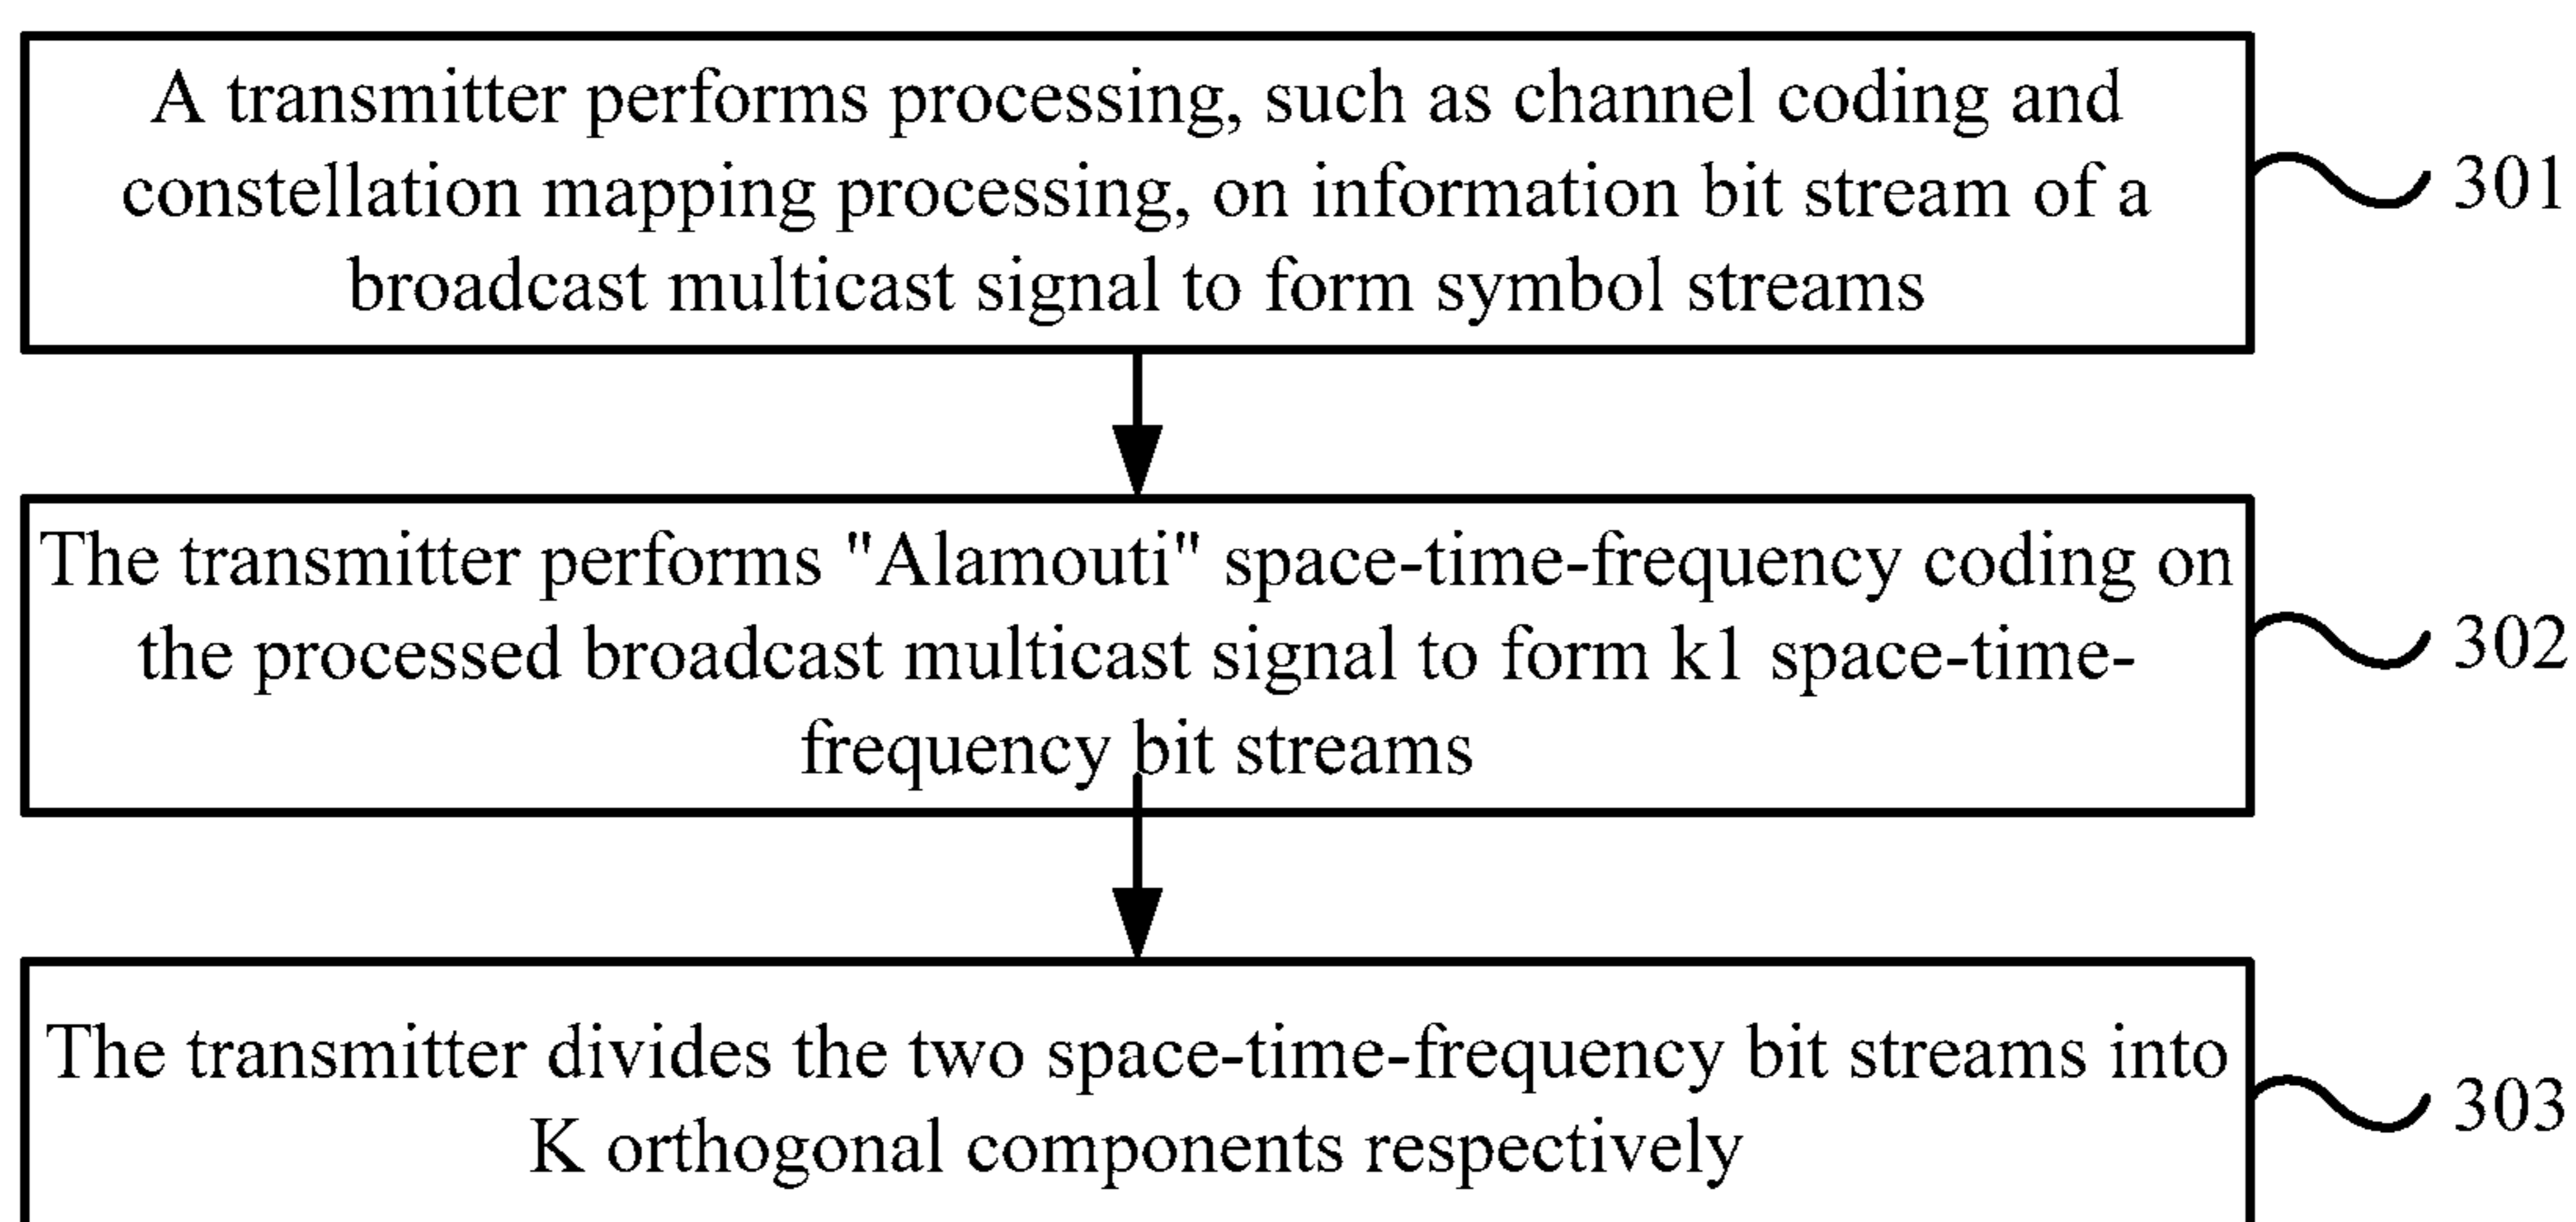 A transmitter performs processing, such as channel coding and
constellation mapping processing, on information bit stream of a
broadcast multicast signal to form symbol streams
301
The transmitter performs "Alamouti" space-time-frequency coding on
the processed broadcast multicast signal to form k1 space-time-
frequency bit streams
302
The transmitter divides the two space-time-frequency bit streams into
K orthogonal components respectively
303